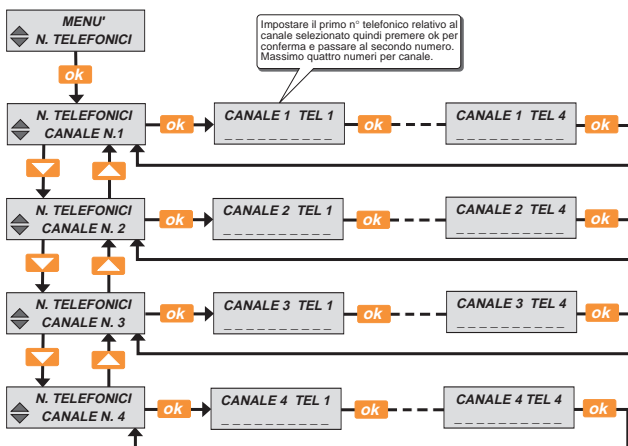 MENU'
N. TELEFONICI
Impostare il primo n° telefonico relativo al
canale selezionato quindi premere ok per
conferma e passare al secondo numero.
Massimo quattro numeri per canale.
ok
N. TELEFONICI
CANALE N.1
ok
CANALE 1 TEL 1
_ _ _ _ _ _ _ _ _ _
ok
CANALE 1 TEL 4
_ _ _ _ _ _ _ _ _ _
ok
N. TELEFONICI
CANALE N. 2
ok
CANALE 2 TEL 1
_ _ _ _ _ _ _ _ _ _
ok
CANALE 2 TEL 4
_ _ _ _ _ _ _ _ _ _
ok
N. TELEFONICI
CANALE N. 3
ok
CANALE 3 TEL 1
_ _ _ _ _ _ _ _ _ _
ok
CANALE 3 TEL 4
_ _ _ _ _ _ _ _ _ _
ok
N. TELEFONICI
CANALE N. 4
ok
CANALE 4 TEL 1
_ _ _ _ _ _ _ _ _ _
ok
CANALE 4 TEL 4
_ _ _ _ _ _ _ _ _ _
ok